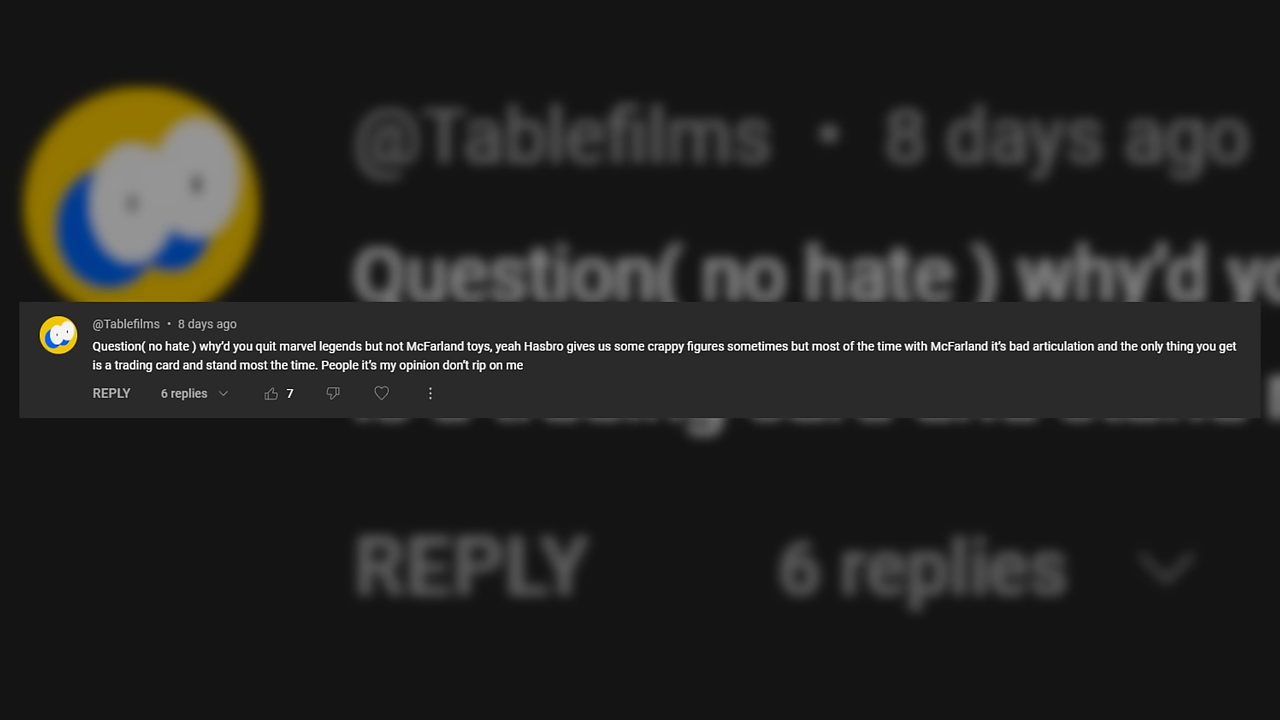 @Tablefilms • 8 days ago
Question( no hate ) why'd yo
@Tablefilms • 8 days ago
Question( no hate ) why'd you quit marvel legends but not McFarland toys, yeah Hasbro gives us some crappy figures sometimes but most of the time with McFarland it's bad articulation and the only thing you get
is a trading card and stand most the time. People it's my opinion don't rip on me
REPLY 6 replies 7
REPLY 6 replies